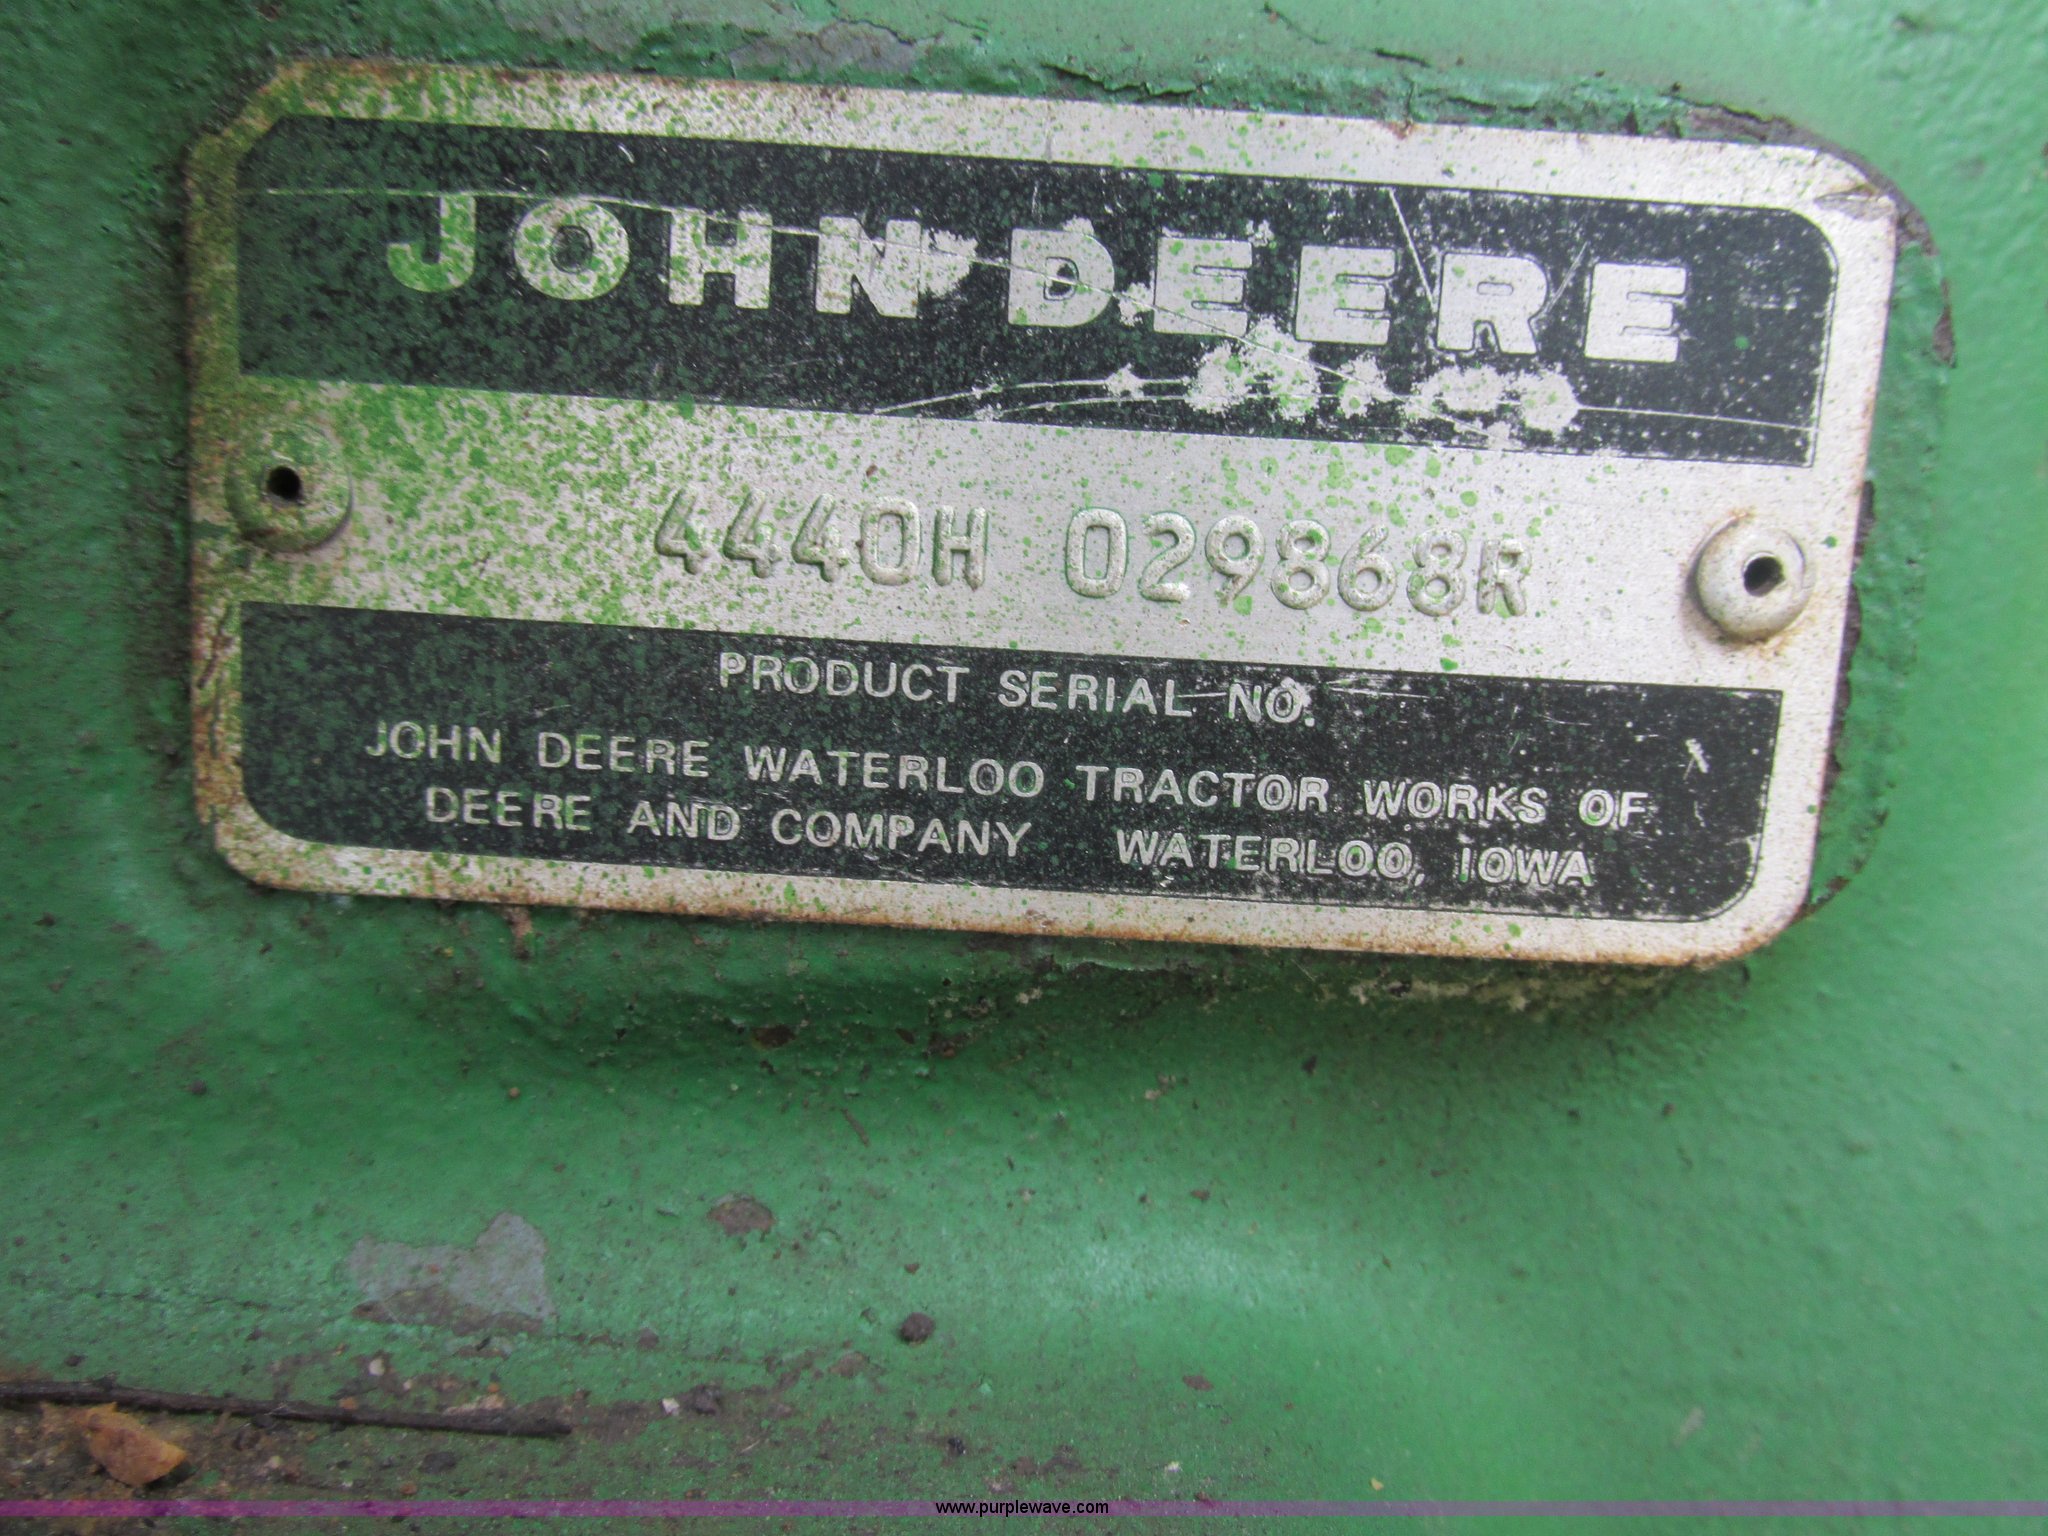 JOHN DEERE
4440H 029868R
PRODUCT SERIAL NO.
JOHN DEERE WATERLOO TRACTOR WORKS OF
DEERE AND COMPANY WATERLOO, IOWA
www.purplewave.com